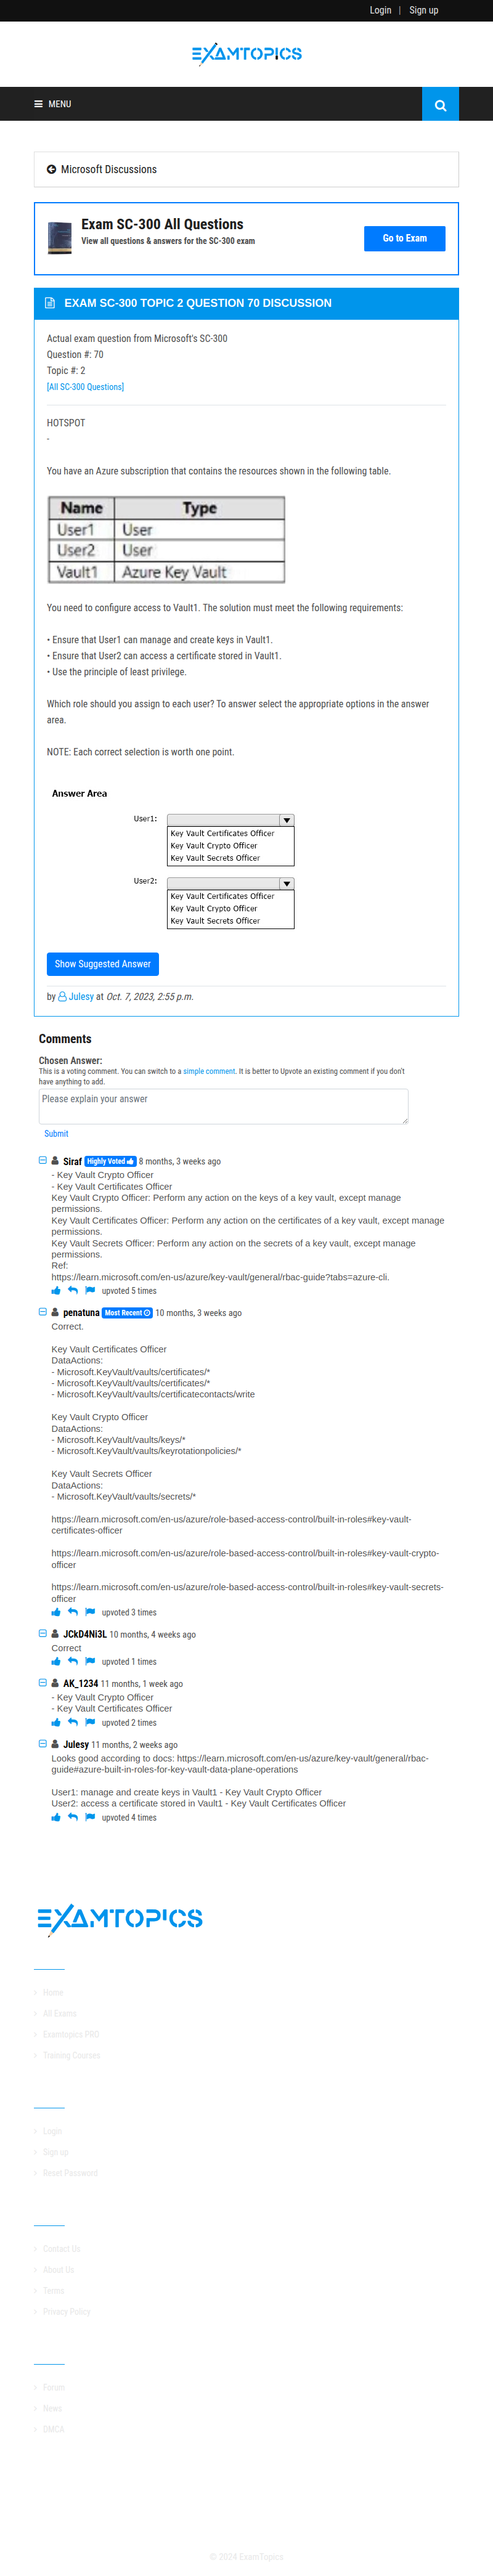 Login | Sign up
EXAMTOPICS
MENU
Microsoft Discussions
Exam SC-300 All Questions
View all questions & answers for the SC-300 exam
Go to Exam
EXAM SC-300 TOPIC 2 QUESTION 70 DISCUSSION
Actual exam question from Microsoft's SC-300
Question #: 70
Topic #: 2
[All SC-300 Questions]
HOTSPOT
-
You have an Azure subscription that contains the resources shown in the following table.
Name Type
User1 User
User2 User
Vault1 Azure Key Vault
You need to configure access to Vault1. The solution must meet the following requirements:
• Ensure that User1 can manage and create keys in Vault1.
• Ensure that User2 can access a certificate stored in Vault1.
• Use the principle of least privilege.
Which role should you assign to each user? To answer select the appropriate options in the answer
area.
NOTE: Each correct selection is worth one point.
Answer Area
User1:
Key Vault Certificates Officer
Key Vault Crypto Officer
Key Vault Secrets Officer
User2:
Key Vault Certificates Officer
Key Vault Crypto Officer
Key Vault Secrets Officer
Show Suggested Answer
by Julesy at Oct. 7, 2023, 2:55 p.m.
Comments
Chosen Answer:
This is a voting comment. You can switch to a simple comment. It is better to Upvote an existing comment if you don't
have anything to add.
Please explain your answer
Submit
Siraf Highly Voted 8 months, 3 weeks ago
- Key Vault Crypto Officer
- Key Vault Certificates Officer
Key Vault Crypto Officer: Perform any action on the keys of a key vault, except manage
permissions.
Key Vault Certificates Officer: Perform any action on the certificates of a key vault, except manage
permissions.
Key Vault Secrets Officer: Perform any action on the secrets of a key vault, except manage
permissions.
Ref:
https://learn.microsoft.com/en-us/azure/key-vault/general/rbac-guide?tabs=azure-cli.
upvoted 5 times
penatuna Most Recent 10 months, 3 weeks ago
Correct.
Key Vault Certificates Officer
DataActions:
- Microsoft.KeyVault/vaults/certificates/*
- Microsoft.KeyVault/vaults/certificates/*
- Microsoft.KeyVault/vaults/certificatecontacts/write
Key Vault Crypto Officer
DataActions:
- Microsoft.KeyVault/vaults/keys/*
- Microsoft.KeyVault/vaults/keyrotationpolicies/*
Key Vault Secrets Officer
DataActions:
- Microsoft.KeyVault/vaults/secrets/*
https://learn.microsoft.com/en-us/azure/role-based-access-control/built-in-roles#key-vault-
certificates-officer
https://learn.microsoft.com/en-us/azure/role-based-access-control/built-in-roles#key-vault-crypto-
officer
https://learn.microsoft.com/en-us/azure/role-based-access-control/built-in-roles#key-vault-secrets-
officer
upvoted 3 times
JCkD4Ni3L 10 months, 4 weeks ago
Correct
upvoted 1 times
AK_1234 11 months, 1 week ago
- Key Vault Crypto Officer
- Key Vault Certificates Officer
upvoted 2 times
Julesy 11 months, 2 weeks ago
Looks good according to docs: https://learn.microsoft.com/en-us/azure/key-vault/general/rbac-
guide#azure-built-in-roles-for-key-vault-data-plane-operations
User1: manage and create keys in Vault1 - Key Vault Crypto Officer
User2: access a certificate stored in Vault1 - Key Vault Certificates Officer
upvoted 4 times
EXAMTOPICS
Home
All Exams
Examtopics PRO
Training Courses
Login
Sign up
Reset Password
Contact Us
About Us
Terms
Privacy Policy
Forum
News
DMCA
© 2024 ExamTopics